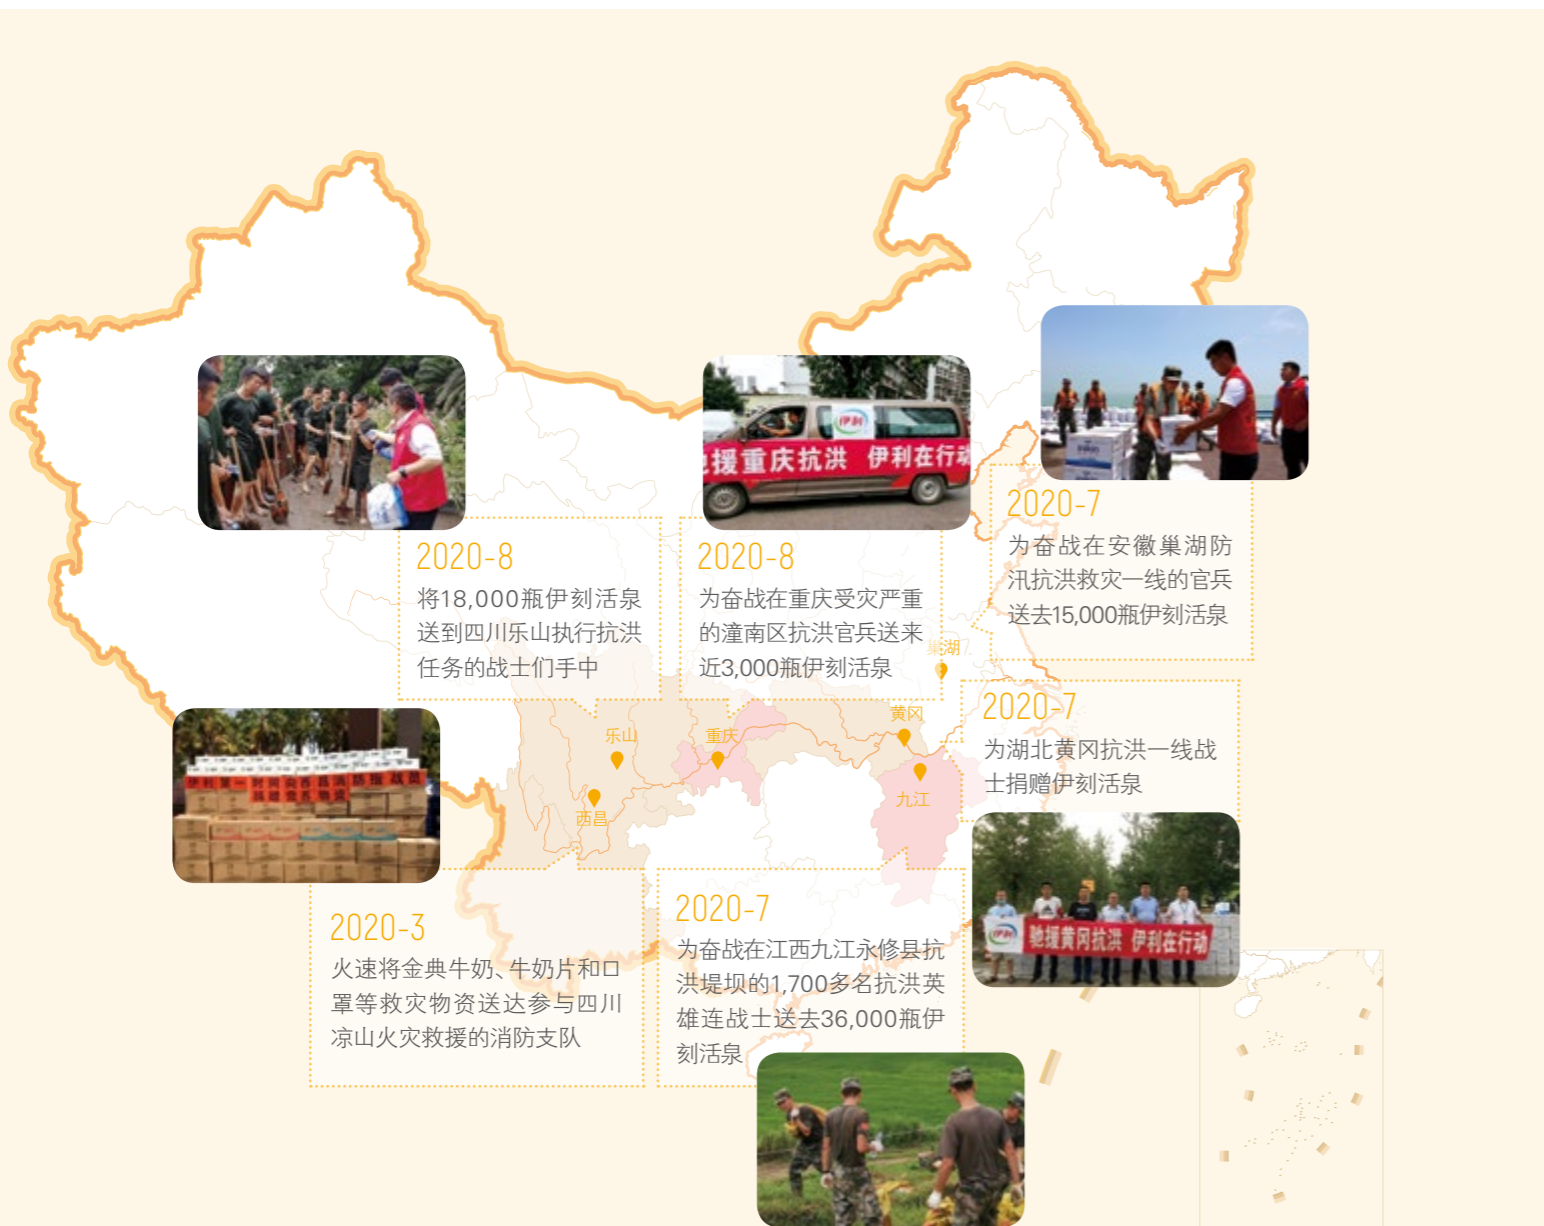 伊利
驰援重庆抗洪 伊利在行动
2020-7
为奋战在安徽巢湖防
汛抗洪救灾一线的官兵
送去15,000瓶伊刻活泉
2020-8
将18,000瓶伊刻活泉
送到四川乐山执行抗洪
任务的战士们手中
2020-8
为奋战在重庆受灾严重
的潼南区抗洪官兵送来
近3,000瓶伊刻活泉
巢湖
2020-7
为湖北黄冈抗洪一线战
士捐赠伊刻活泉
黄冈
乐山
重庆
九江
西昌
2020-3
火速将金典牛奶、牛奶片和口
罩等救灾物资送达参与四川
凉山火灾救援的消防支队
2020-7
为奋战在江西九江永修县抗
洪堤坝的1,700多名抗洪英
雄连战士送去36,000瓶伊
刻活泉
伊利
驰援黄冈抗洪 伊利在行动